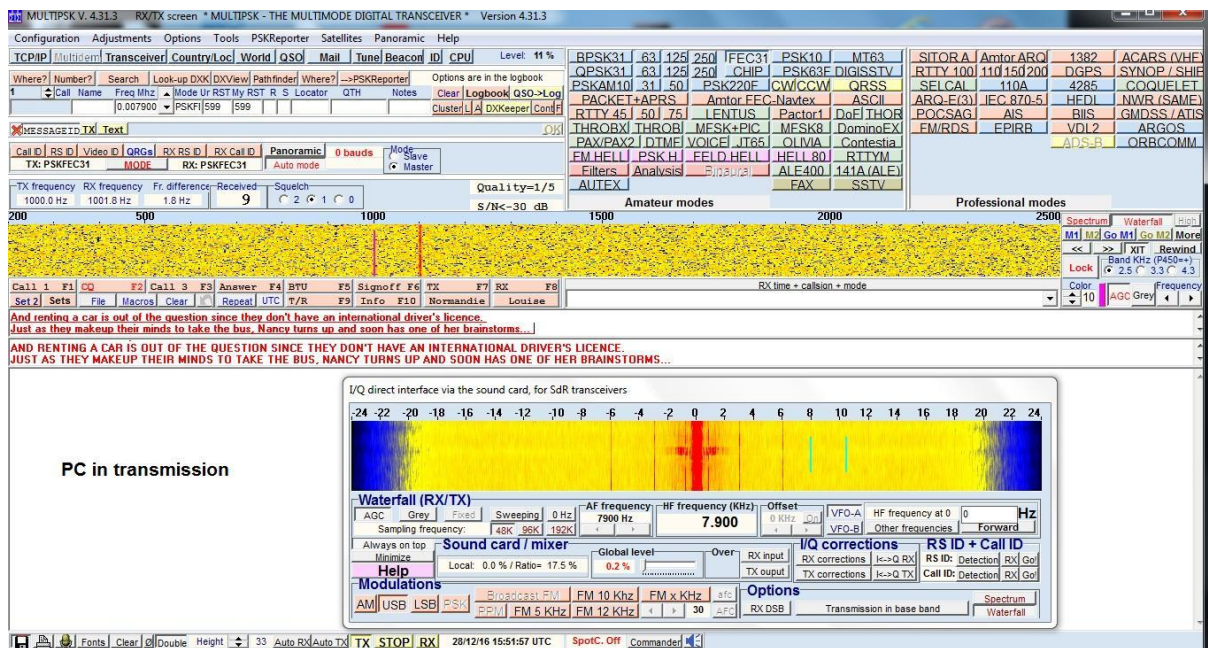 MULTIPSK V. 4.31.3 RX/TX screen * MULTIPSK - THE MULTIMODE DIGITAL TRANSCEIVER * Version 4.31.3
Configuration Adjustments Options Tools PSKReporter Satellites Panoramic Help
TCP/IP Multidem Transceiver Country/Loc World QSO Mail Tune Beacon ID CPU Level: 11 %
Where? Number? Search Look-up DXK DXView Pathfinder Where? -->PSKReporter Options are in the logbook
1 Call Name Freq Mhz Mode Ur RST My RST R S Locator QTH Notes Clear Logbook QSO->Log
0.007900 PSKFI 599 599 Cluster L A DXKeeper Cont F
MESSAGEID TX Text OK
Call ID RS ID Video ID QRGs RX RS ID RX Call ID Panoramic 0 bauds Mode Slave
TX: PSKFEC31 MODE RX: PSKFEC31 Auto mode Master
TX frequency RX frequency Fr. difference Received Squelch Quality=1/5
1000.0 Hz 1001.8 Hz 1.8 Hz 9 2 1 0 S/N<-30 dB
BPSK31 63 125 250 FEC31 PSK10 MT63
QPSK31 63 125 250 CHIP PSK63F DIGISSTV
PSKAM10 31 50 PSK220F CW CCW QRSS
PACKET+APRS Amtor FEC-Navtex ASCII
RTTY 45 50 75 LENTUS Pactor1 DoF THOR
THROBX THROB MFSK+PIC MFSK8 DominoEX
PAX/PAX2 DTMF VOICE JT65 OLIVIA Contestia
FM HELL PSK H FELD HELL HELL 80 RTTYM
Filters Analysis Binaural ALE400 141A (ALE)
AUTEX FAX SSTV
Amateur modes
SITOR A Amtor ARQ 1382 ACARS (VHF)
RTTY 100 110 150 200 DGPS SYNOP / SHIP
SELCAL 110A 4285 COQUELET
ARQ-E(3) IEC 870-5 HFDL NWR (SAME)
POCSAG AIS BIIS GMDSS / ATIS
FM/RDS EPIRB VDL2 ARGOS
ADS-B ORBCOMM
Professional modes
200 500 1000 1500 2000 2500
Spectrum Waterfall High
M1 M2 Go M1 Go M2 More
<< >> XIT Rewind
Lock Band KHz (P450=+)
2.5 3.3 4.3
Color Frequency
10 AGC Grey
Call 1 F1 CQ F2 Call 3 F3 Answer F4 BTU F5 Signoff F6 TX F7 RX F8 RX time + callsign + mode
Set 2 Sets File Macros Clear Repeat UTC T/R F9 Info F10 Normandie Louise
And renting a car is out of the question since they don't have an international driver's licence.
Just as they makeup their minds to take the bus, Nancy turns up and soon has one of her brainstorms...
AND RENTING A CAR IS OUT OF THE QUESTION SINCE THEY DON'T HAVE AN INTERNATIONAL DRIVER'S LICENCE.
JUST AS THEY MAKEUP THEIR MINDS TO TAKE THE BUS, NANCY TURNS UP AND SOON HAS ONE OF HER BRAINSTORMS...
PC in transmission
I/Q direct interface via the sound card, for SdR transceivers
-24 -22 -20 -18 -16 -14 -12 -10 -8 -6 -4 -2 0 2 4 6 8 10 12 14 16 18 20 22 24
Waterfall (RX/TX) AF frequency HF frequency (KHz) Offset
AGC Grey Fixed Sweeping 0 Hz 7900 Hz 7.900 0 KHz On VFO-A HF frequency at 0 0 Hz
Sampling frequency: 48K 96K 192K VFO-B Other frequencies Forward
Always on top Sound card / mixer Global level Over RX input I/Q corrections RS ID + Call ID
Minimize Local: 0.0 % / Ratio= 17.5 % 0.2 % RX corrections I<->Q RX RS ID: Detection RX Go!
Help TX ouput TX corrections I<->Q TX Call ID: Detection RX Go!
Modulations Options
AM USB LSB PSK Broadcast FM FM 10 Khz FM x KHz afc RX DSB Transmission in base band Spectrum
PPM FM 5 KHz FM 12 KHz 30 AFC Waterfall
Fonts Clear Ø Double Height 33 Auto RX Auto TX TX STOP RX 28/12/16 15:51:57 UTC SpotC. Off Commander